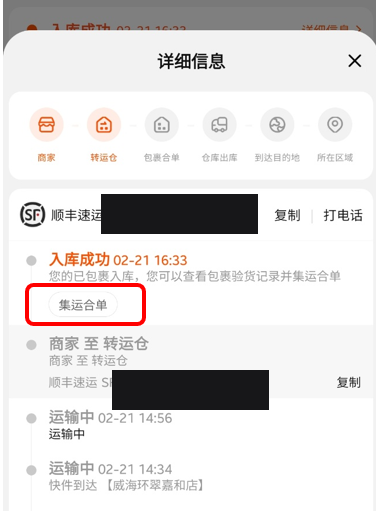 入库成功 02-21 16:33 详细信息
详细信息
商家 转运仓 包裹合单 仓库出库 到达目的地 所在区域
SF 顺丰速运 复制 打电话
入库成功 02-21 16:33
您的已包裹入库，您可以查看包裹验货记录并集运合单
集运合单
商家 至 转运仓
商家 至 转运仓
顺丰速运 SF 复制
运输中 02-21 14:56
运输中
运输中 02-21 14:34
快件到达 【威海环翠嘉和店】